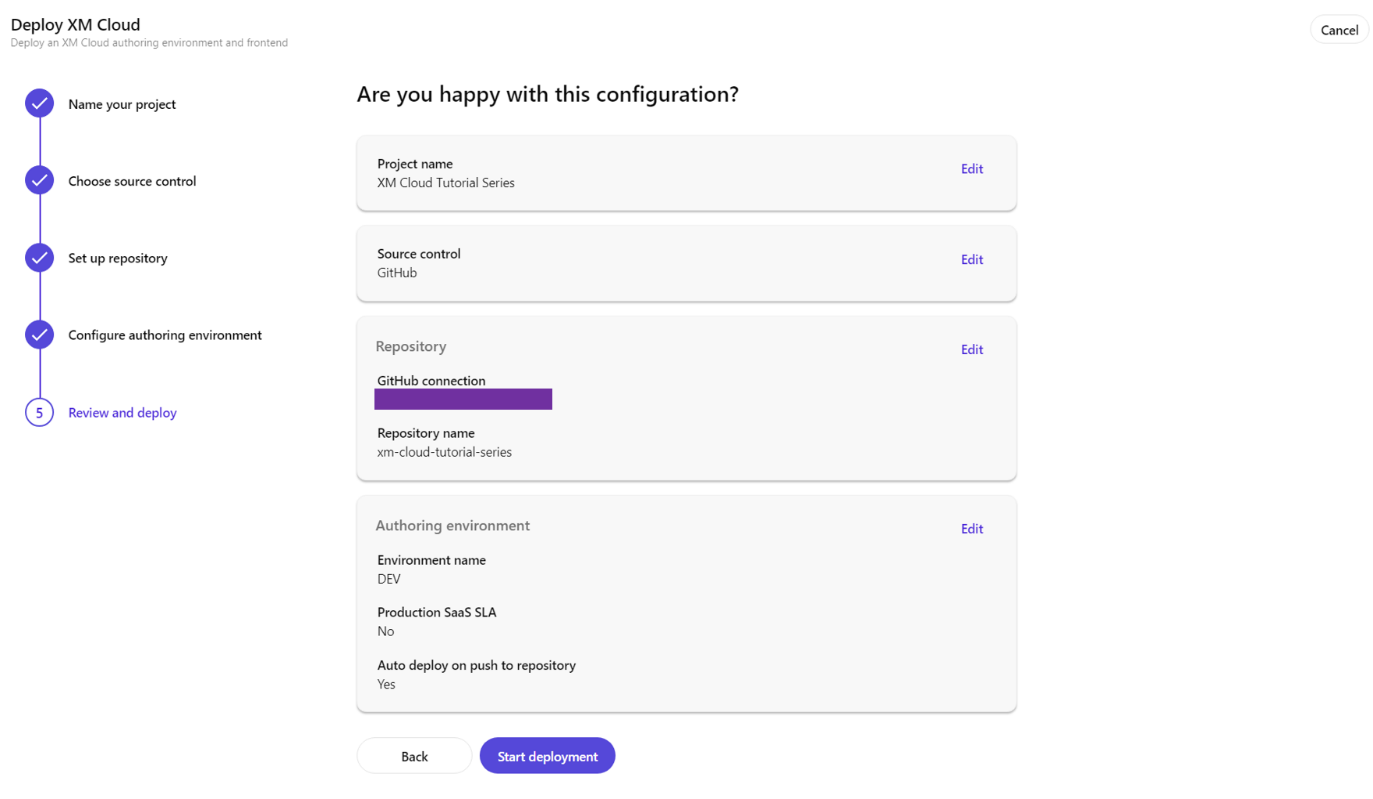 Deploy XM Cloud
Deploy an XM Cloud authoring environment and frontend
Cancel
Name your project
Choose source control
Set up repository
Configure authoring environment
5
Review and deploy
Are you happy with this configuration?
Project name
XM Cloud Tutorial Series
Edit
Source control
GitHub
Edit
Repository
Edit
GitHub connection
Repository name
xm-cloud-tutorial-series
Authoring environment
Edit
Environment name
DEV
Production SaaS SLA
No
Auto deploy on push to repository
Yes
Back
Start deployment